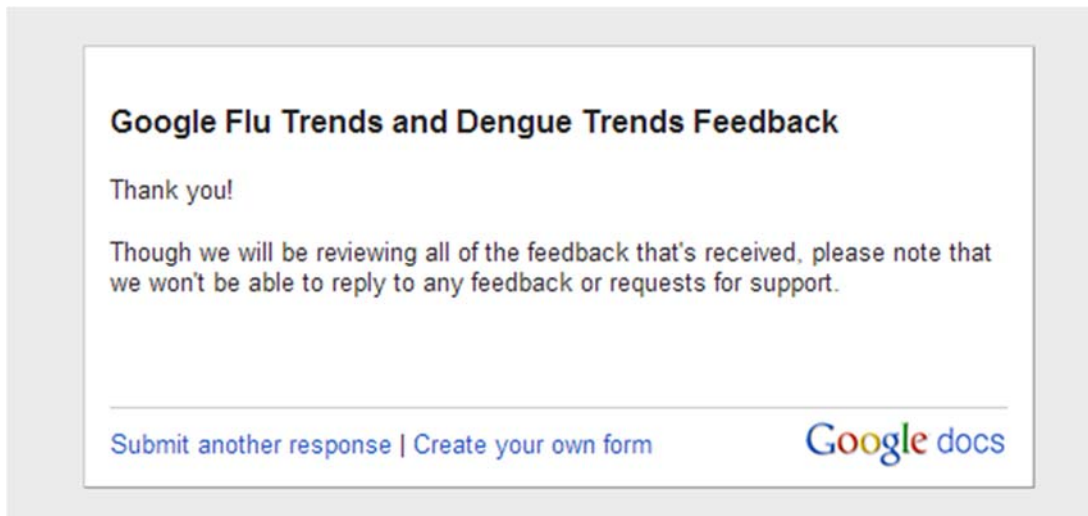 Google Flu Trends and Dengue Trends Feedback
Thank you!
Though we will be reviewing all of the feedback that's received, please note that
we won't be able to reply to any feedback or requests for support.
Submit another response | Create your own form
Google docs